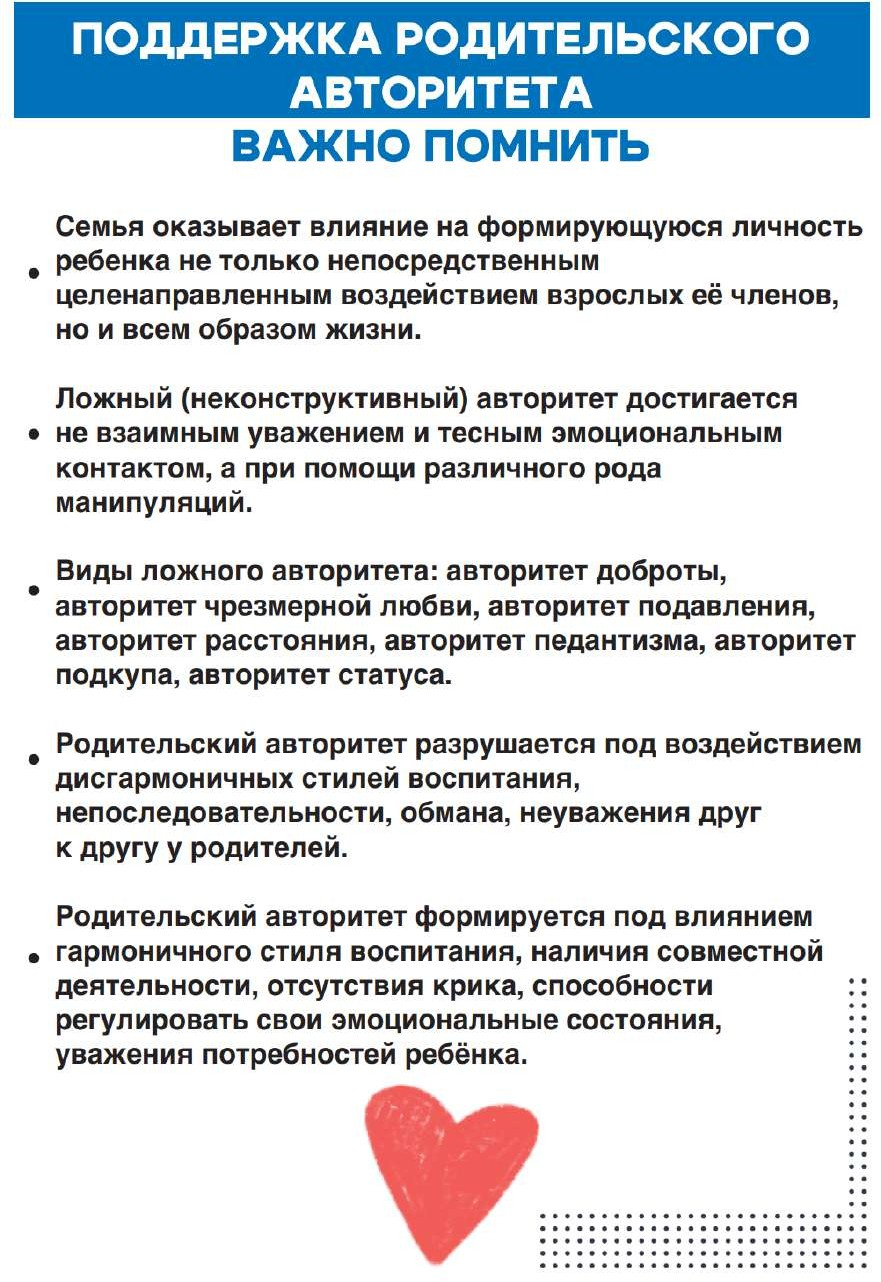 ПОДДЕРЖКА РОДИТЕЛЬСКОГО
АВТОРИТЕТА
ВАЖНО ПОМНИТЬ
• Семья оказывает влияние на формирующуюся личность
ребенка не только непосредственным
целенаправленным воздействием взрослых её членов,
но и всем образом жизни.
• Ложный (неконструктивный) авторитет достигается
не взаимным уважением и тесным эмоциональным
контактом, а при помощи различного рода
манипуляций.
• Виды ложного авторитета: авторитет доброты,
авторитет чрезмерной любви, авторитет подавления,
авторитет расстояния, авторитет педантизма, авторитет
подкупа, авторитет статуса.
• Родительский авторитет разрушается под воздействием
дисгармоничных стилей воспитания,
непоследовательности, обмана, неуважения друг
к другу у родителей.
• Родительский авторитет формируется под влиянием
гармоничного стиля воспитания, наличия совместной
деятельности, отсутствия крика, способности
регулировать свои эмоциональные состояния,
уважения потребностей ребёнка.